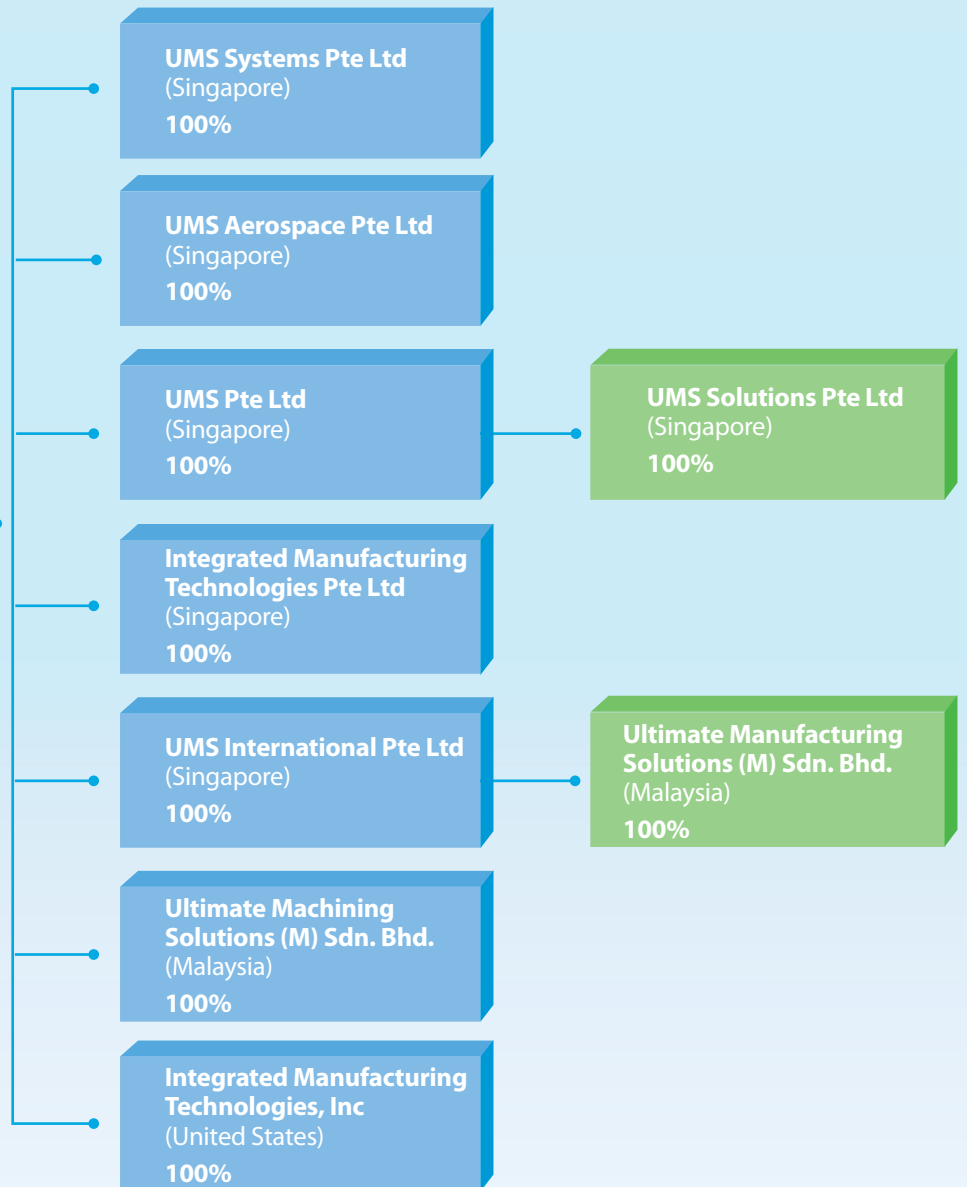 UMS Systems Pte Ltd
(Singapore)
100%
UMS Aerospace Pte Ltd
(Singapore)
100%
UMS Pte Ltd
(Singapore)
100%
UMS Solutions Pte Ltd
(Singapore)
100%
Integrated Manufacturing
Technologies Pte Ltd
(Singapore)
100%
UMS International Pte Ltd
(Singapore)
100%
Ultimate Manufacturing
Solutions (M) Sdn. Bhd.
(Malaysia)
100%
Ultimate Machining
Solutions (M) Sdn. Bhd.
(Malaysia)
100%
Integrated Manufacturing
Technologies, Inc
(United States)
100%